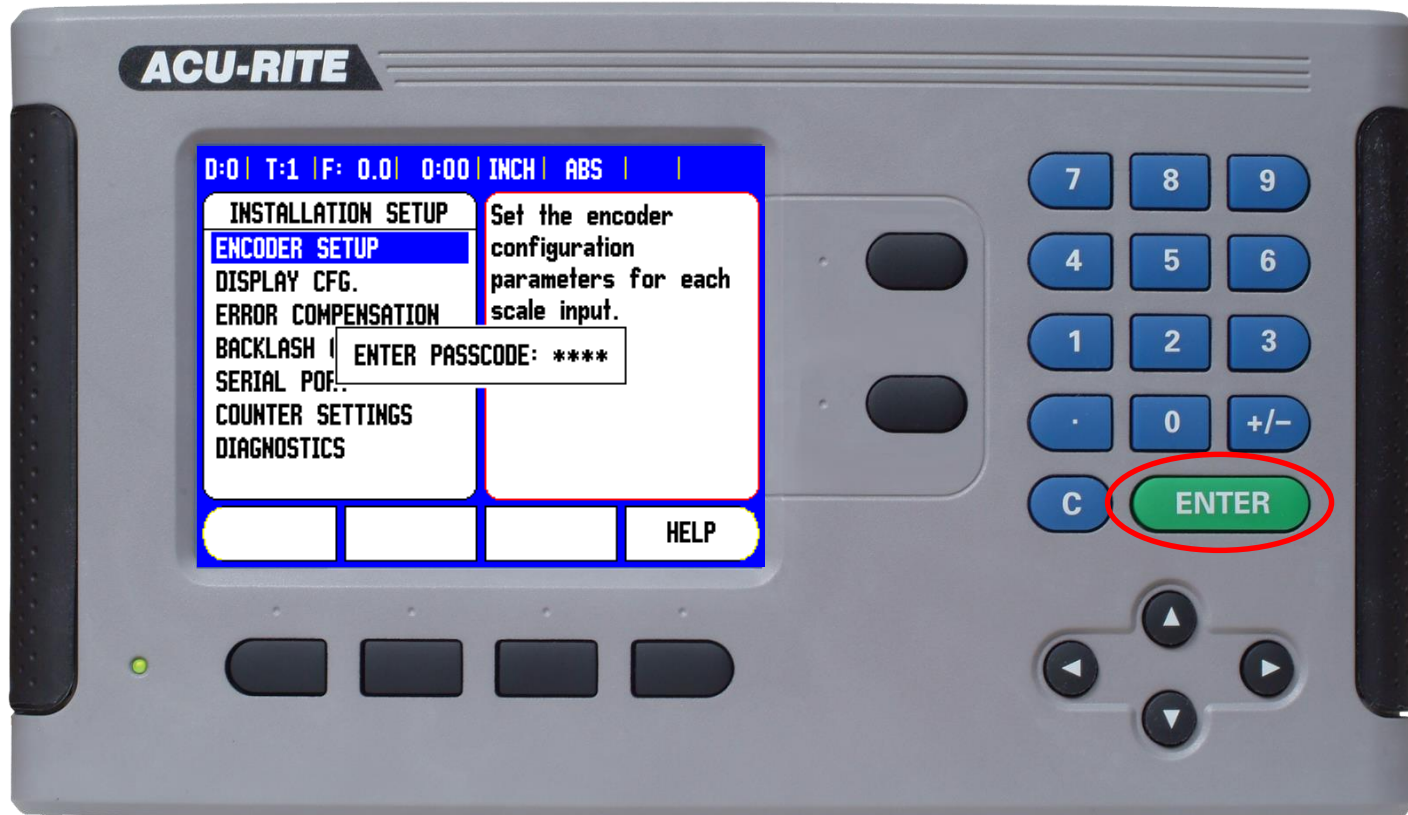 ACU-RITE
D:0| T:1 |F: 0.0| 0:00|INCH| ABS | |
INSTALLATION SETUP
ENCODER SETUP
DISPLAY CFG.
ERROR COMPENSATION
BACKLASH
SERIAL
COUNTER SETTINGS
DIAGNOSTICS
Set the encoder
configuration
parameters for each
scale input.
ENTER PASSCODE: ****
HELP
7 8 9
4 5 6
1 2 3
. 0 +/-
C ENTER